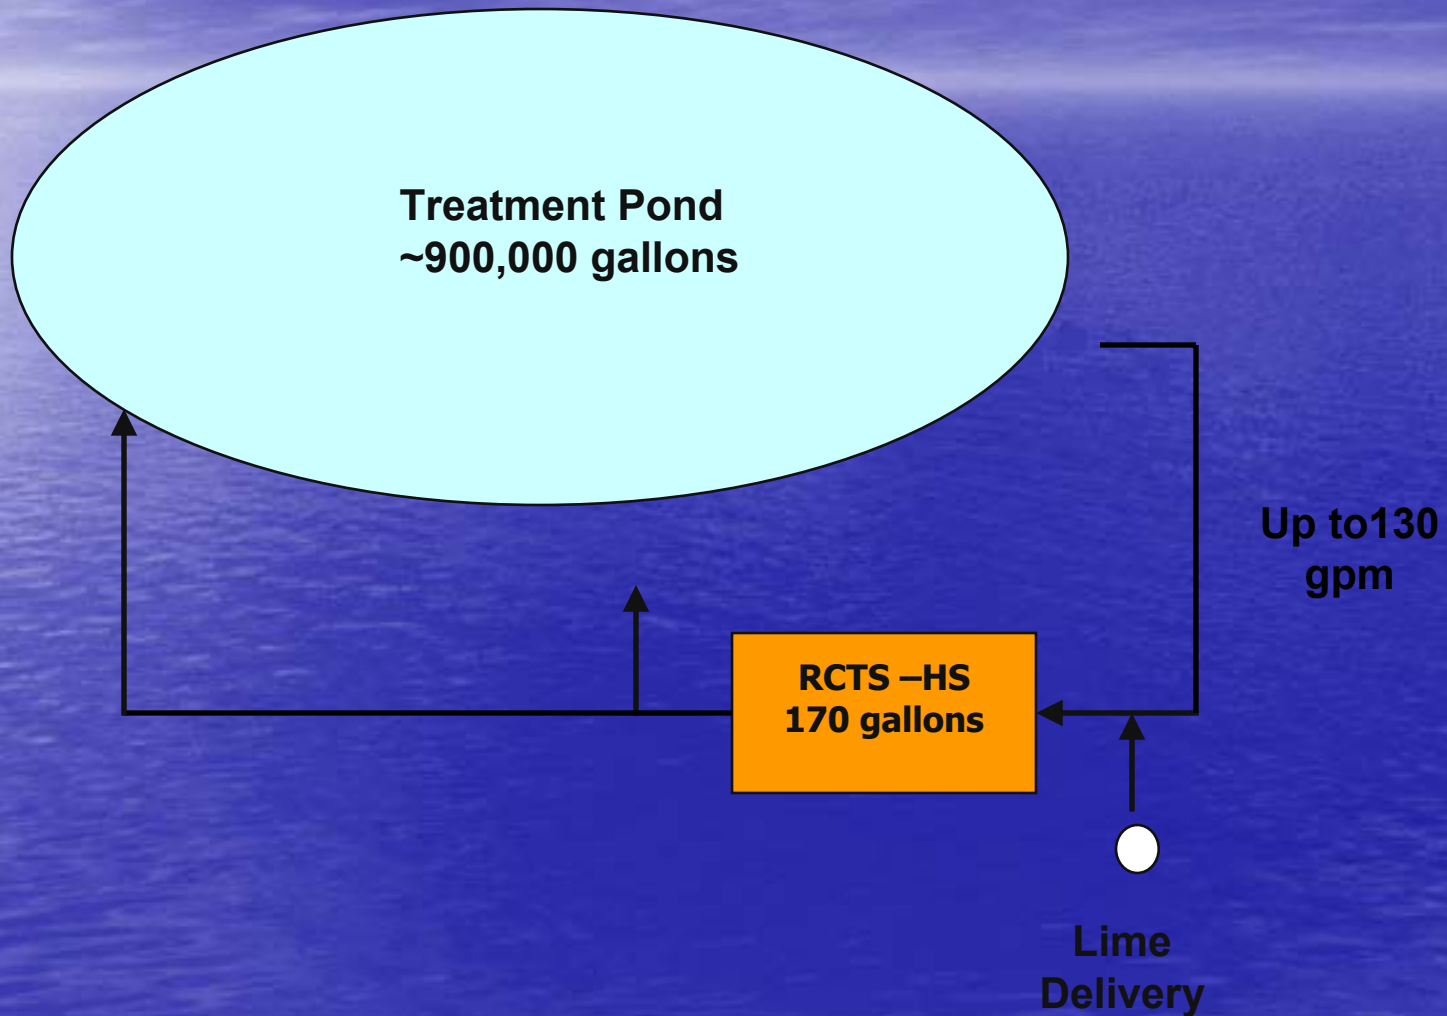 Treatment Pond
~900,000 gallons
Up to130
gpm
RCTS –HS
170 gallons
Lime
Delivery